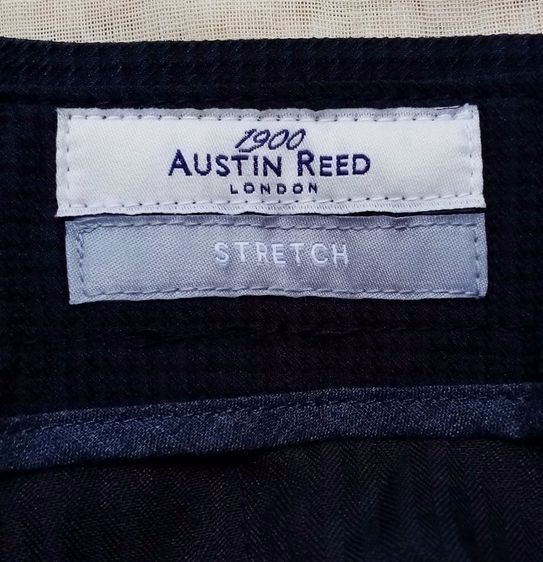 1900
AUSTIN REED
LONDON
STRETCH